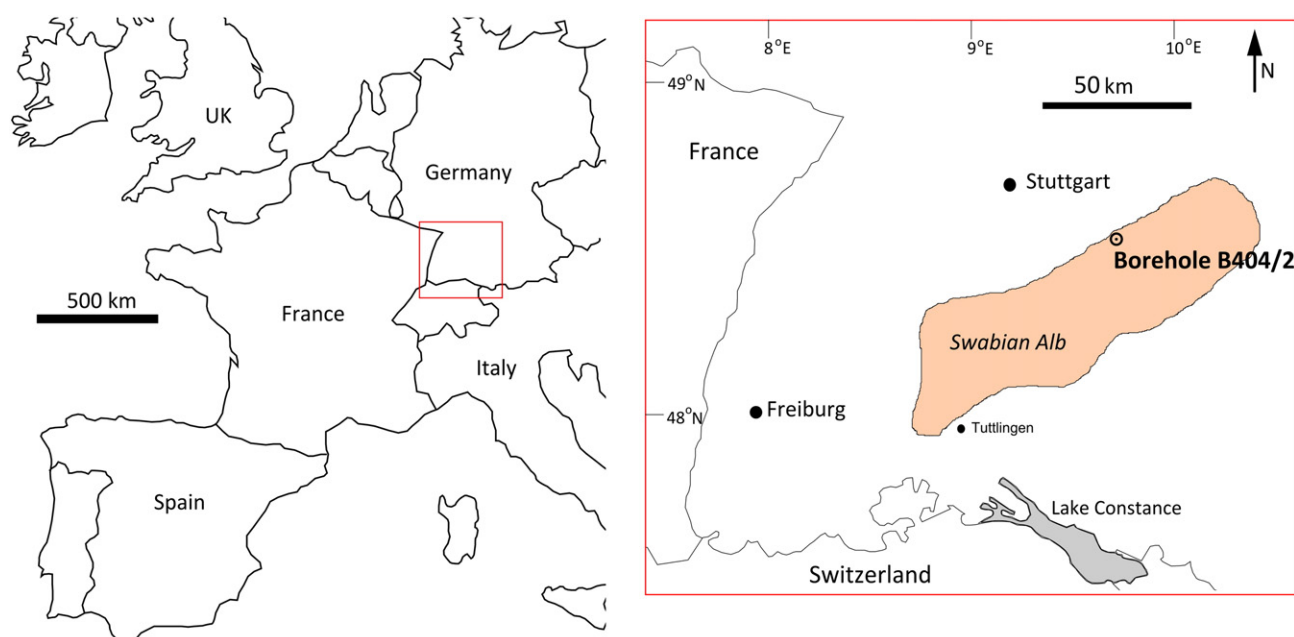 UK
Germany
500 km
France
Italy
Spain
8°E
9°E
10°E
49°N
50 km
N
France
Stuttgart
Borehole B404/2
Swabian Alb
Freiburg
48°N
Tuttlingen
Lake Constance
Switzerland